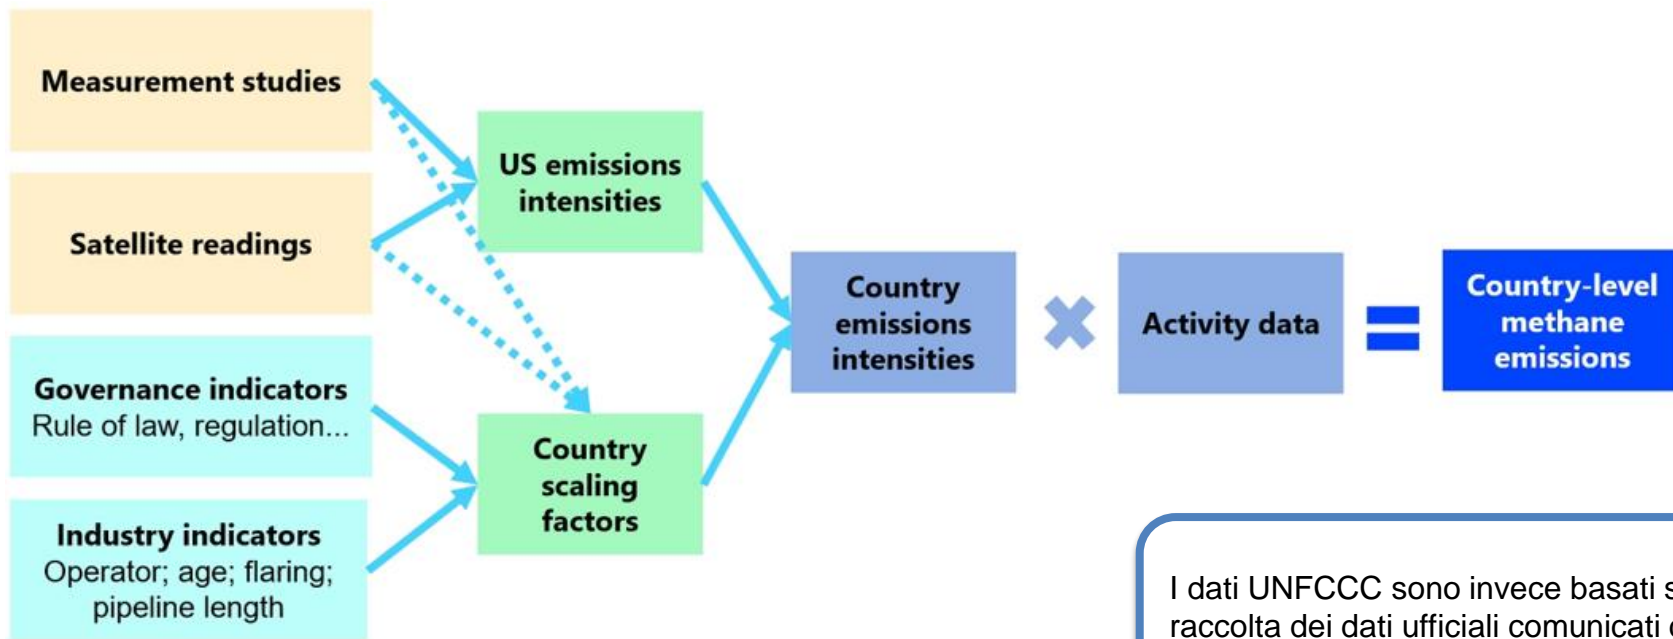 Measurement studies
Satellite readings
Governance indicators
Rule of law, regulation...
Industry indicators
Operator; age; flaring;
pipeline length
US emissions
intensities
Country
scaling
factors
Country
emissions
intensities
Activity data
Country-level
methane
emissions
I dati UNFCCC sono invece basati
raccolta dei dati ufficiali comunicati